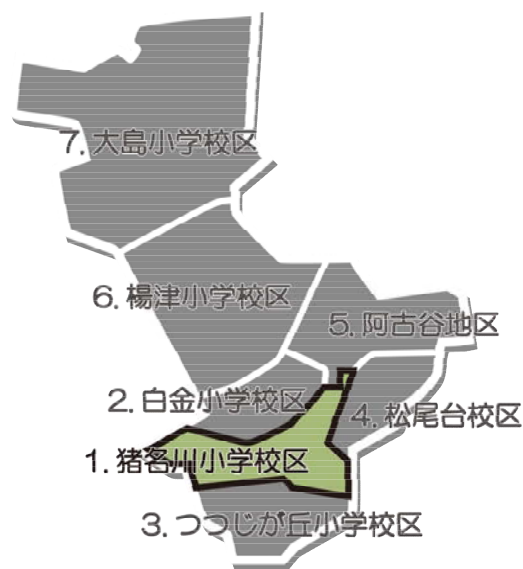 7. 大島小学校区
6. 楊津小学校区
5. 阿古谷地区
2. 白金小学校区
4. 松尾台校区
1. 猪名川小学校区
3. つつじが丘小学校区